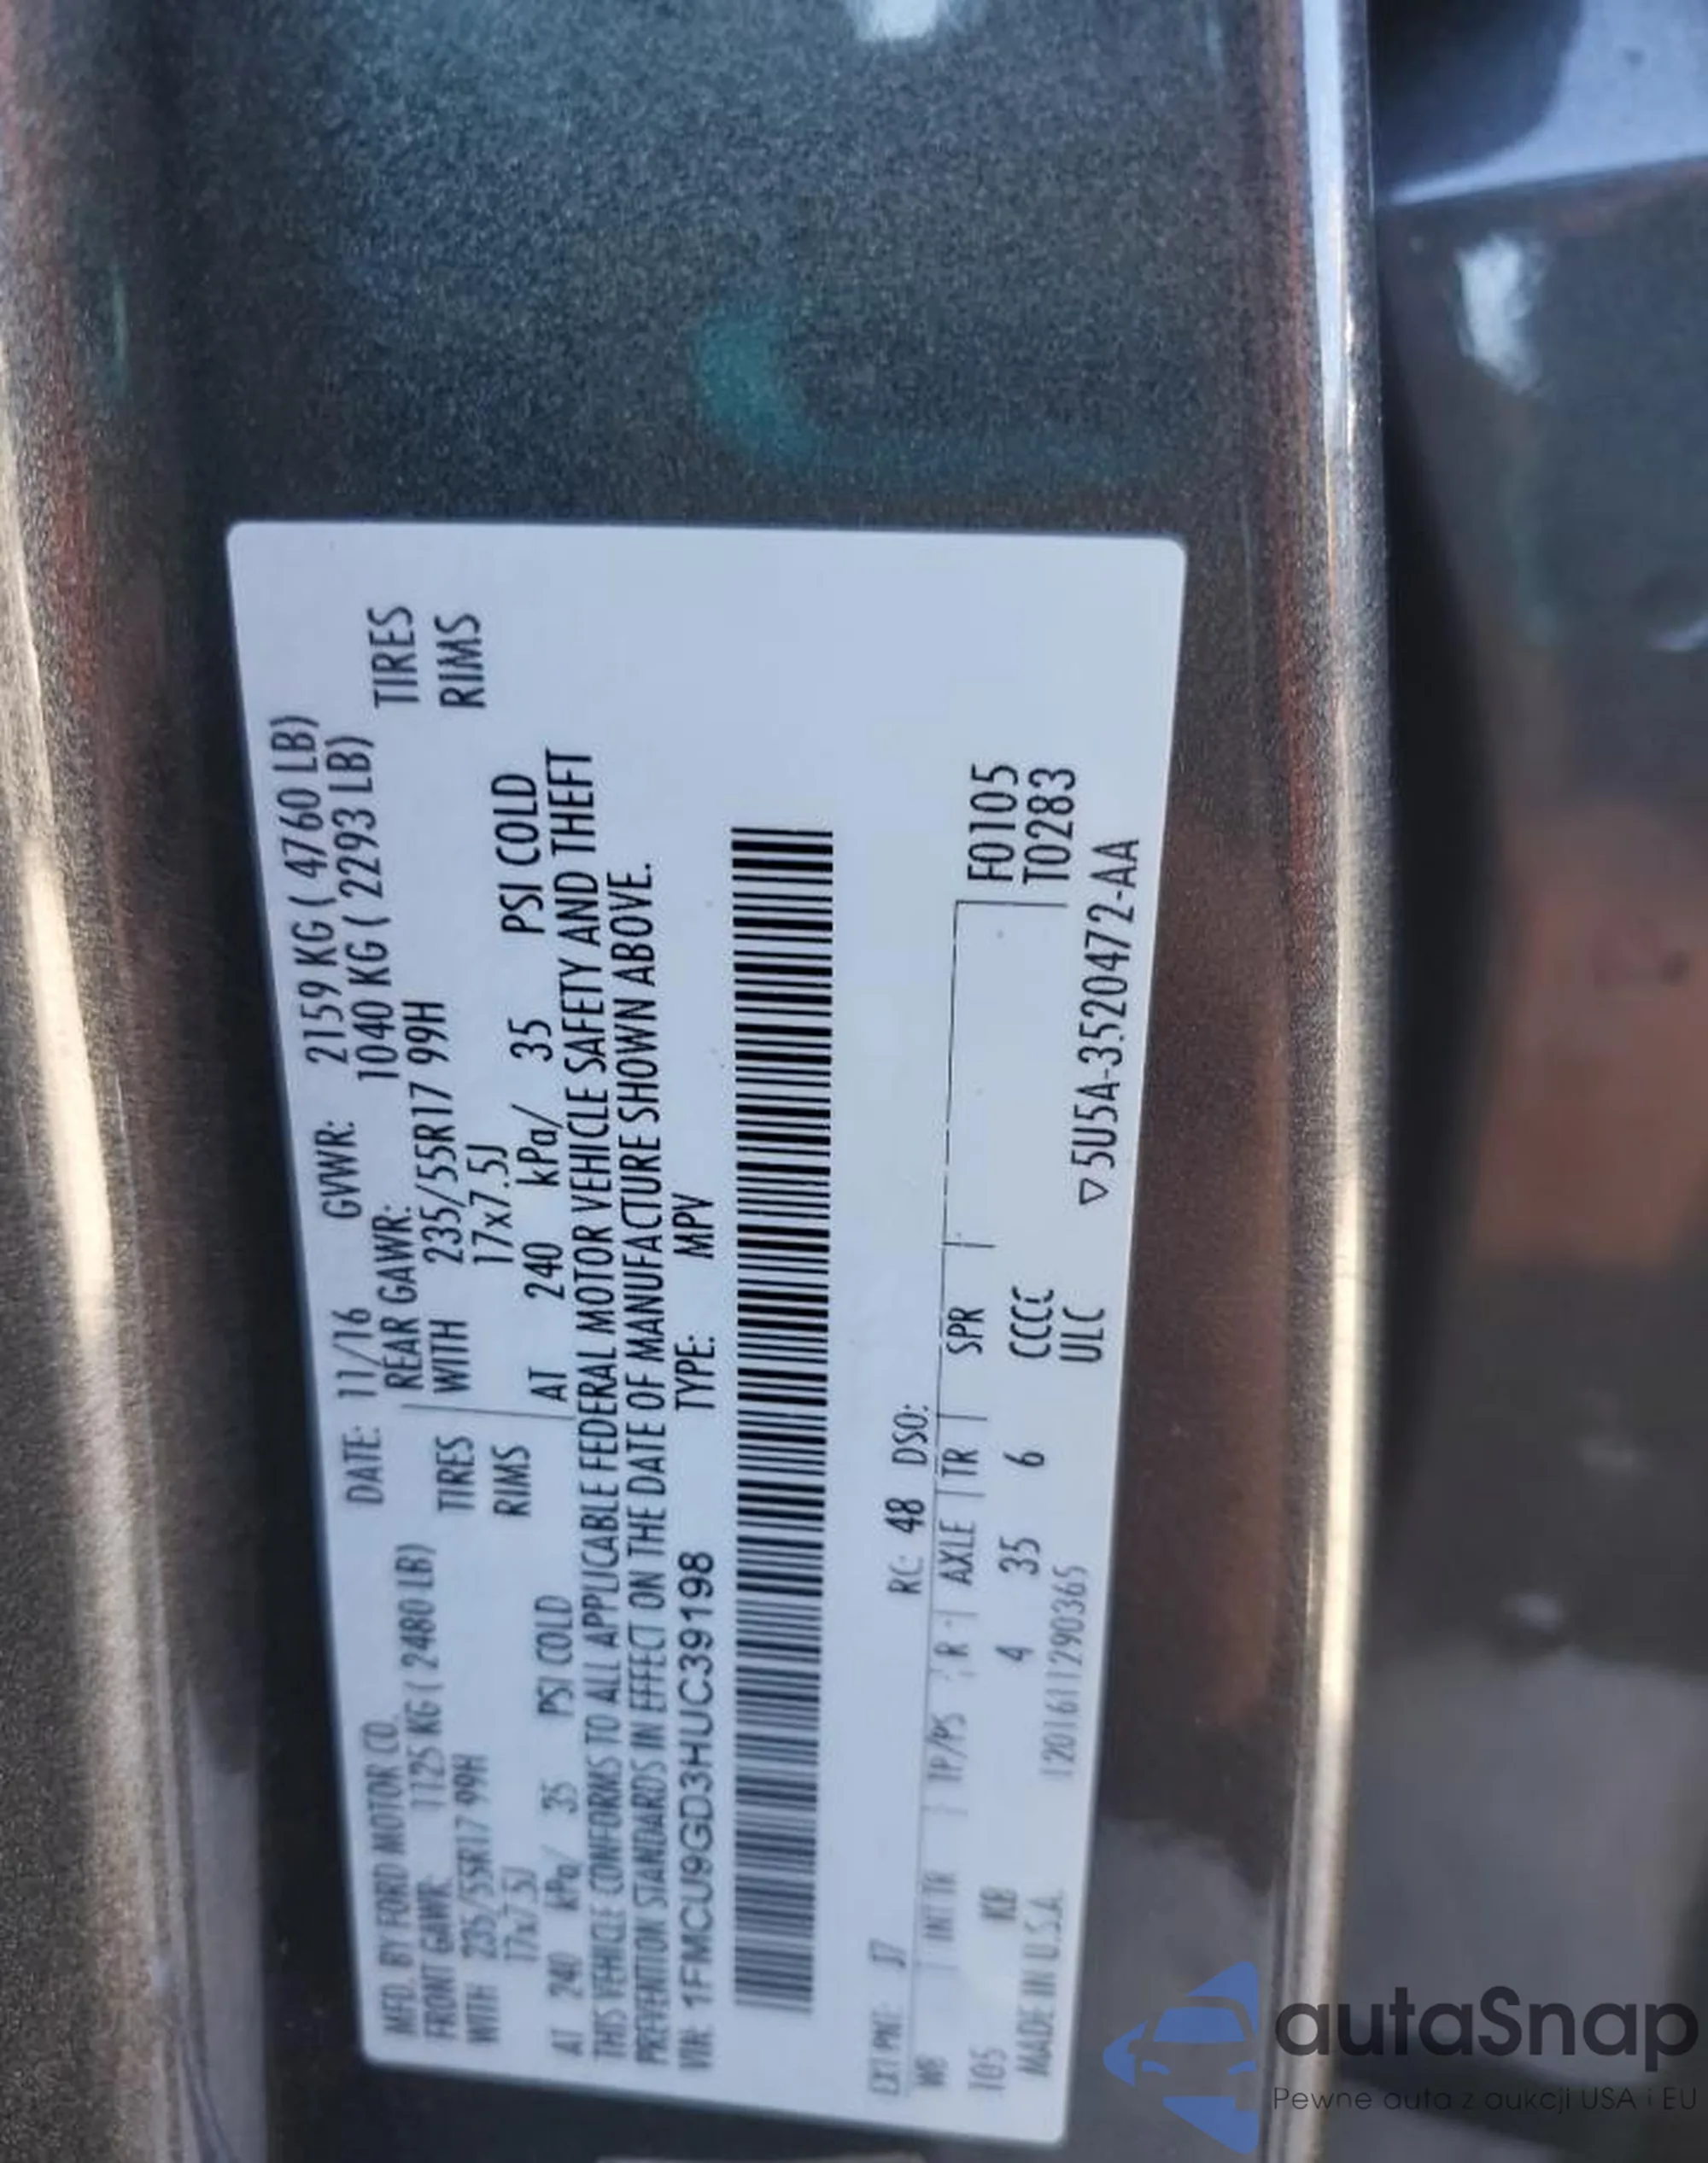 MFD. BY FORD MOTOR CO. DATE: 11/16 GVWR: 2159 KG ( 4760 LB)
FRONT GAWR: 1125 KG ( 2480 LB) REAR GAWR: 1040 KG ( 2293 LB)
WITH 235/55R17 99H TIRES WITH 235/55R17 99H TIRES
17x7.5J RIMS 17x7.5J RIMS
AT 240 kPa/ 35 PSI COLD AT 240 kPa/ 35 PSI COLD
THIS VEHICLE CONFORMS TO ALL APPLICABLE FEDERAL MOTOR VEHICLE SAFETY AND THEFT
PREVENTION STANDARDS IN EFFECT ON THE DATE OF MANUFACTURE SHOWN ABOVE.
VIN: 1FMCU9GD3HUC39198 TYPE: MPV
EXT PNT: J7 RC: 48 DSO:
WB INT TR TP/PS R AXLE TR SPR F0105
105 KB 4 35 6 CCCC T0283
MADE IN U.S.A. 1201611290365 ULC
▽5U5A-3520472-AA
autaSnap
Pewne auta z aukcji USA i EU